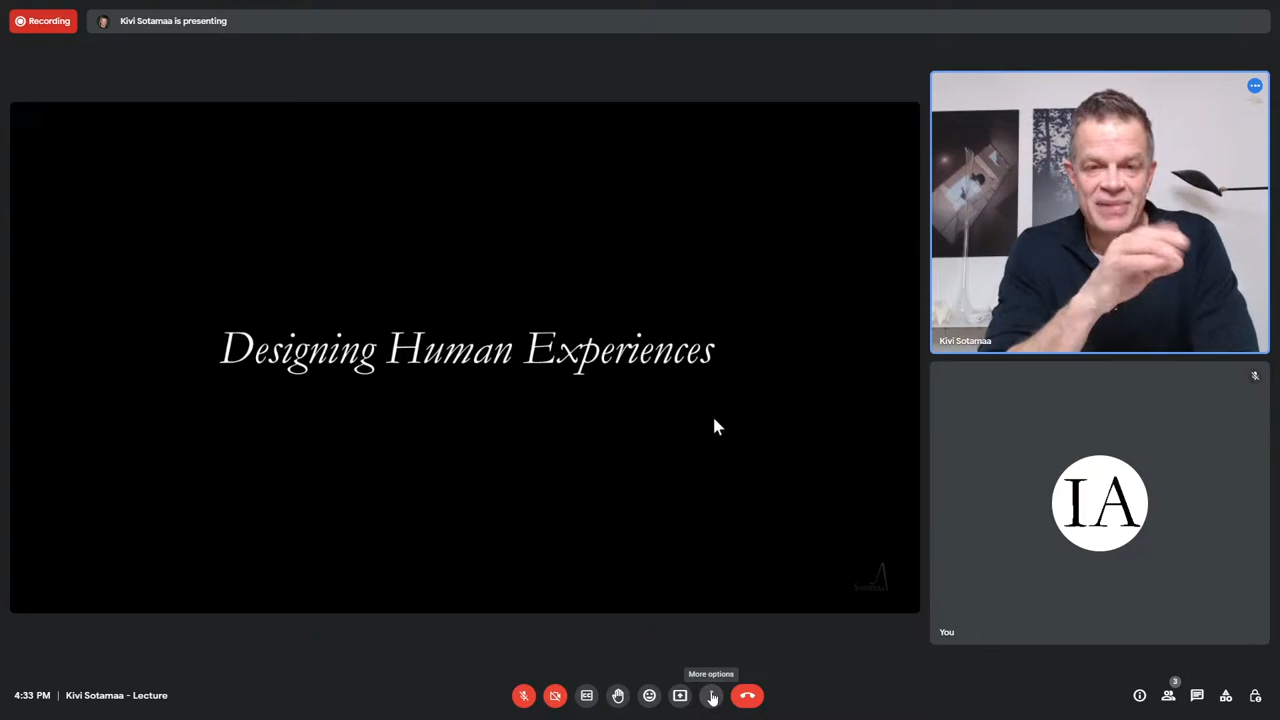 Recording
Kivi Sotamaa is presenting
Designing Human Experiences
Kivi Sotamaa
IA
You
More options
4:33 PM | Kivi Sotamaa - Lecture
3